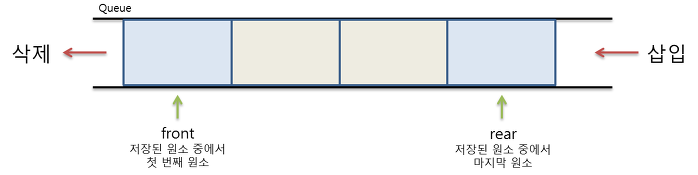 Queue
삭제
삽입
front
저장된 원소 중에서
첫 번째 원소
rear
저장된 원소 중에서
마지막 원소